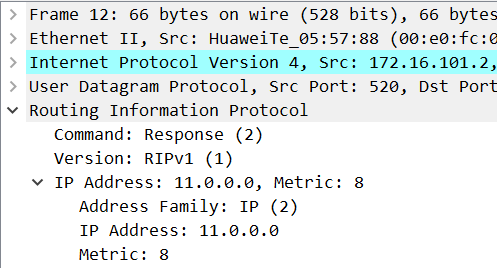 Frame 12: 66 bytes on wire (528 bits), 66 bytes
Ethernet II, Src: HuaweiTe_05:57:88 (00:e0:fc:0
Internet Protocol Version 4, Src: 172.16.101.2,
User Datagram Protocol, Src Port: 520, Dst Port
Routing Information Protocol
Command: Response (2)
Version: RIPv1 (1)
IP Address: 11.0.0.0, Metric: 8
Address Family: IP (2)
IP Address: 11.0.0.0
Metric: 8